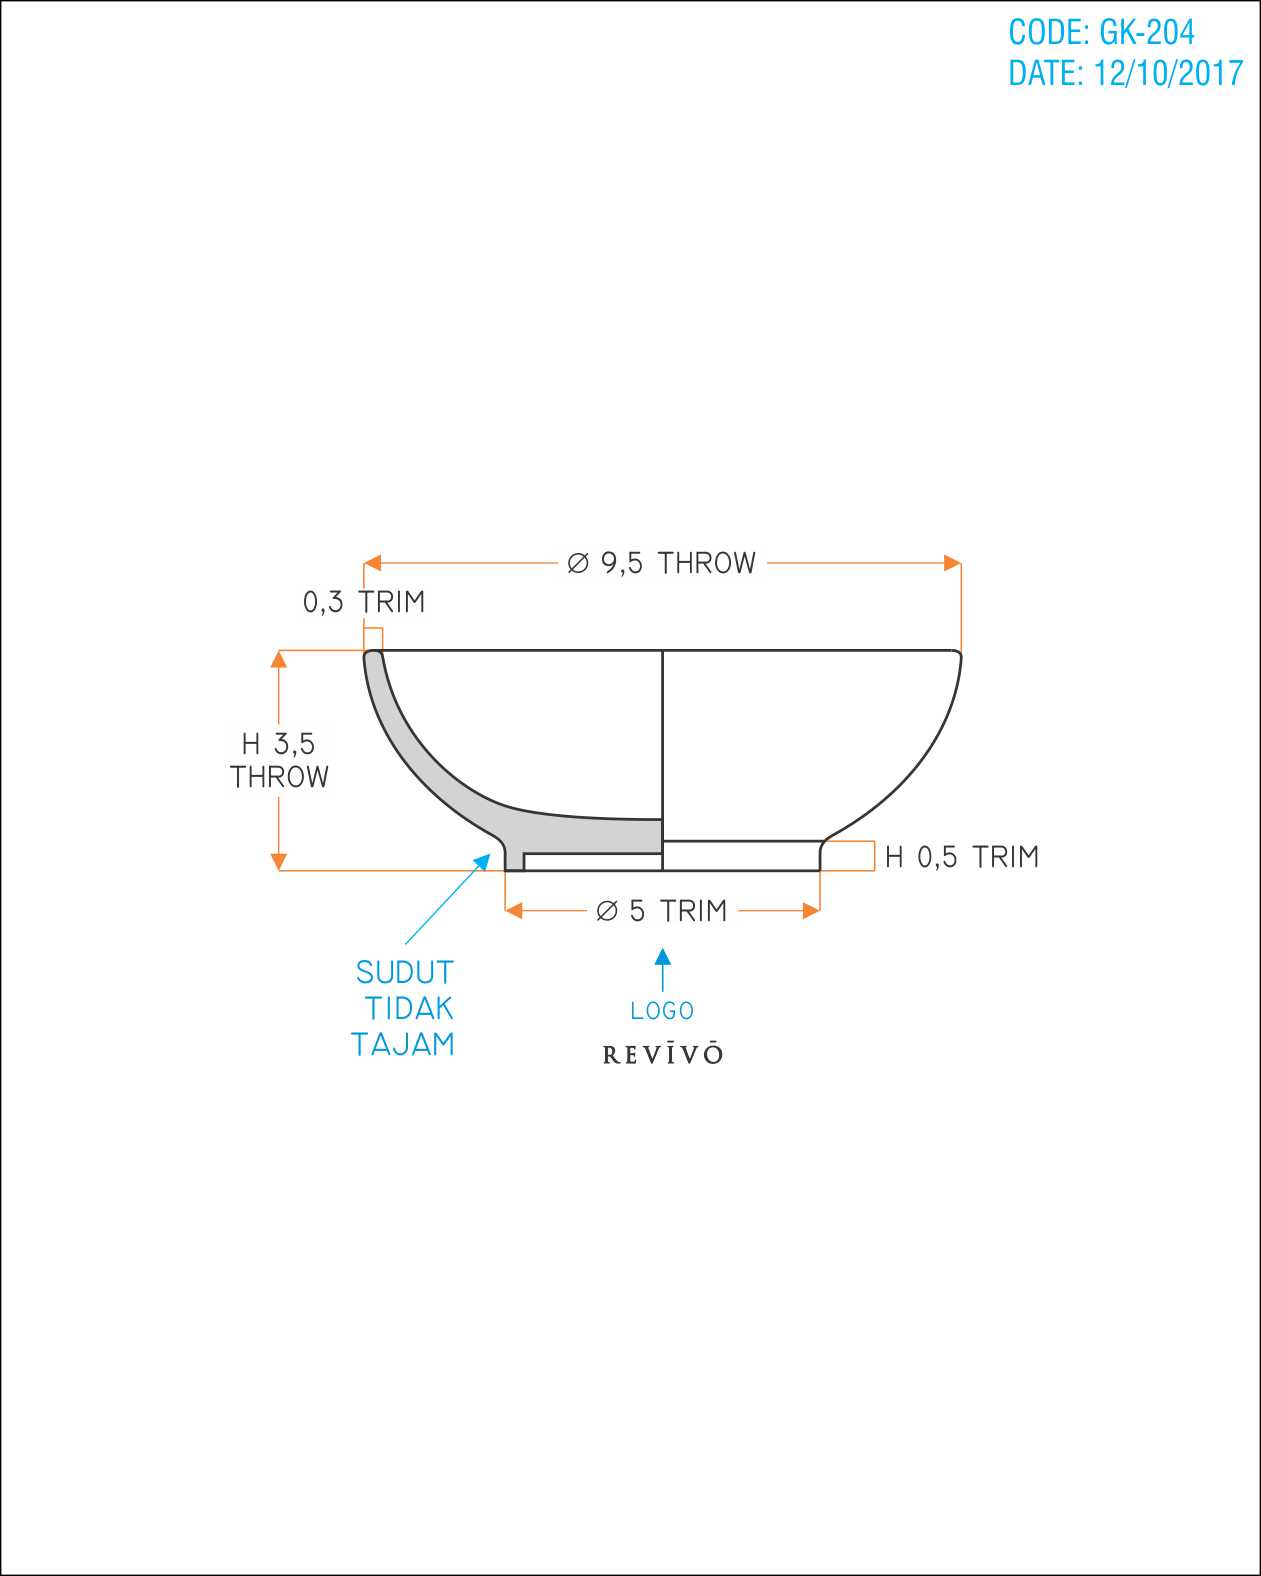 CODE: GK-204
DATE: 12/10/2017
Ø 9,5 THROW
0,3 TRIM
H 3,5
THROW
H 0,5 TRIM
Ø 5 TRIM
SUDUT
TIDAK
TAJAM
LOGO
REVĪVŌ